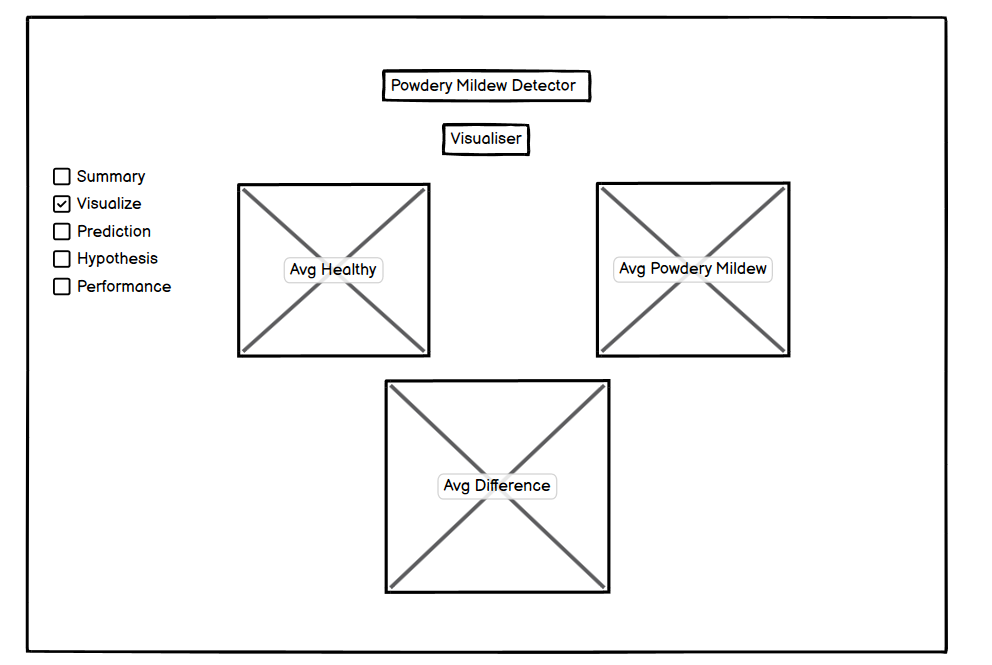 Powdery Mildew Detector
Visualiser
Summary
Visualize
Prediction
Hypothesis
Performance
Avg Healthy
Avg Powdery Mildew
Avg Difference